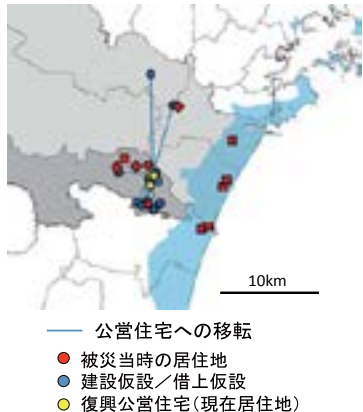 10km
公営住宅への移転
被災当時の居住地
建設仮設/借上仮設
復興公営住宅(現在居住地)